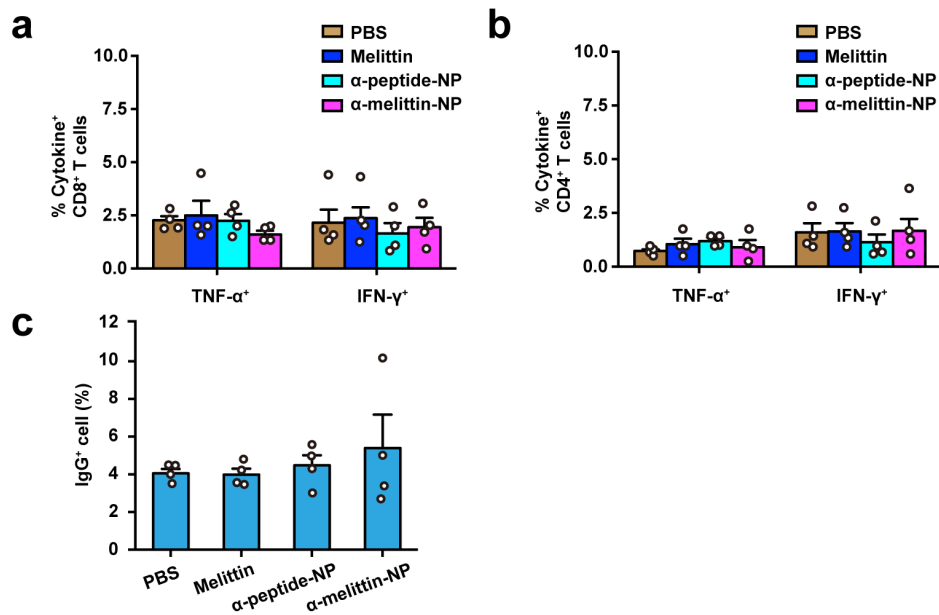 a
PBS
Melittin
α-peptide-NP
α-melittin-NP
% Cytokine⁺
CD8⁺ T cells
10.0
7.5
5.0
2.5
0.0
TNF-α⁺
IFN-γ⁺
b
PBS
Melittin
α-peptide-NP
α-melittin-NP
% Cytokine⁺
CD4⁺ T cells
10.0
7.5
5.0
2.5
0.0
TNF-α⁺
IFN-γ⁺
c
IgG⁺ cell (%)
12
10
8
6
4
2
0
PBS
Melittin
α-peptide-NP
α-melittin-NP